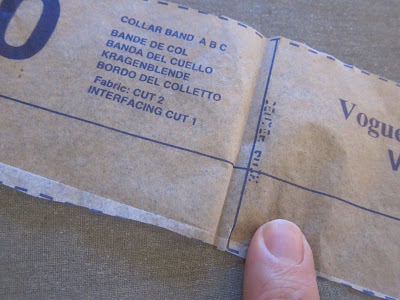 COLLAR BAND A B C
BANDE DE COL
BANDA DEL CUELLO
KRAGENBLENDE
BORDO DEL COLLETTO
Fabric: CUT 2
INTERFACING CUT 1
Vogue
V